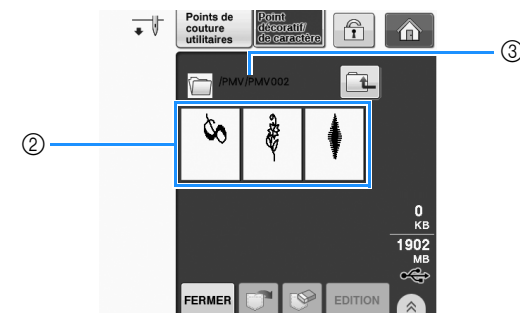 Points de
couture
utilitaires
Point
décoratif/
de caractère
③
/PMV/PMV002
②
0
KB
1902
MB
FERMER
EDITION